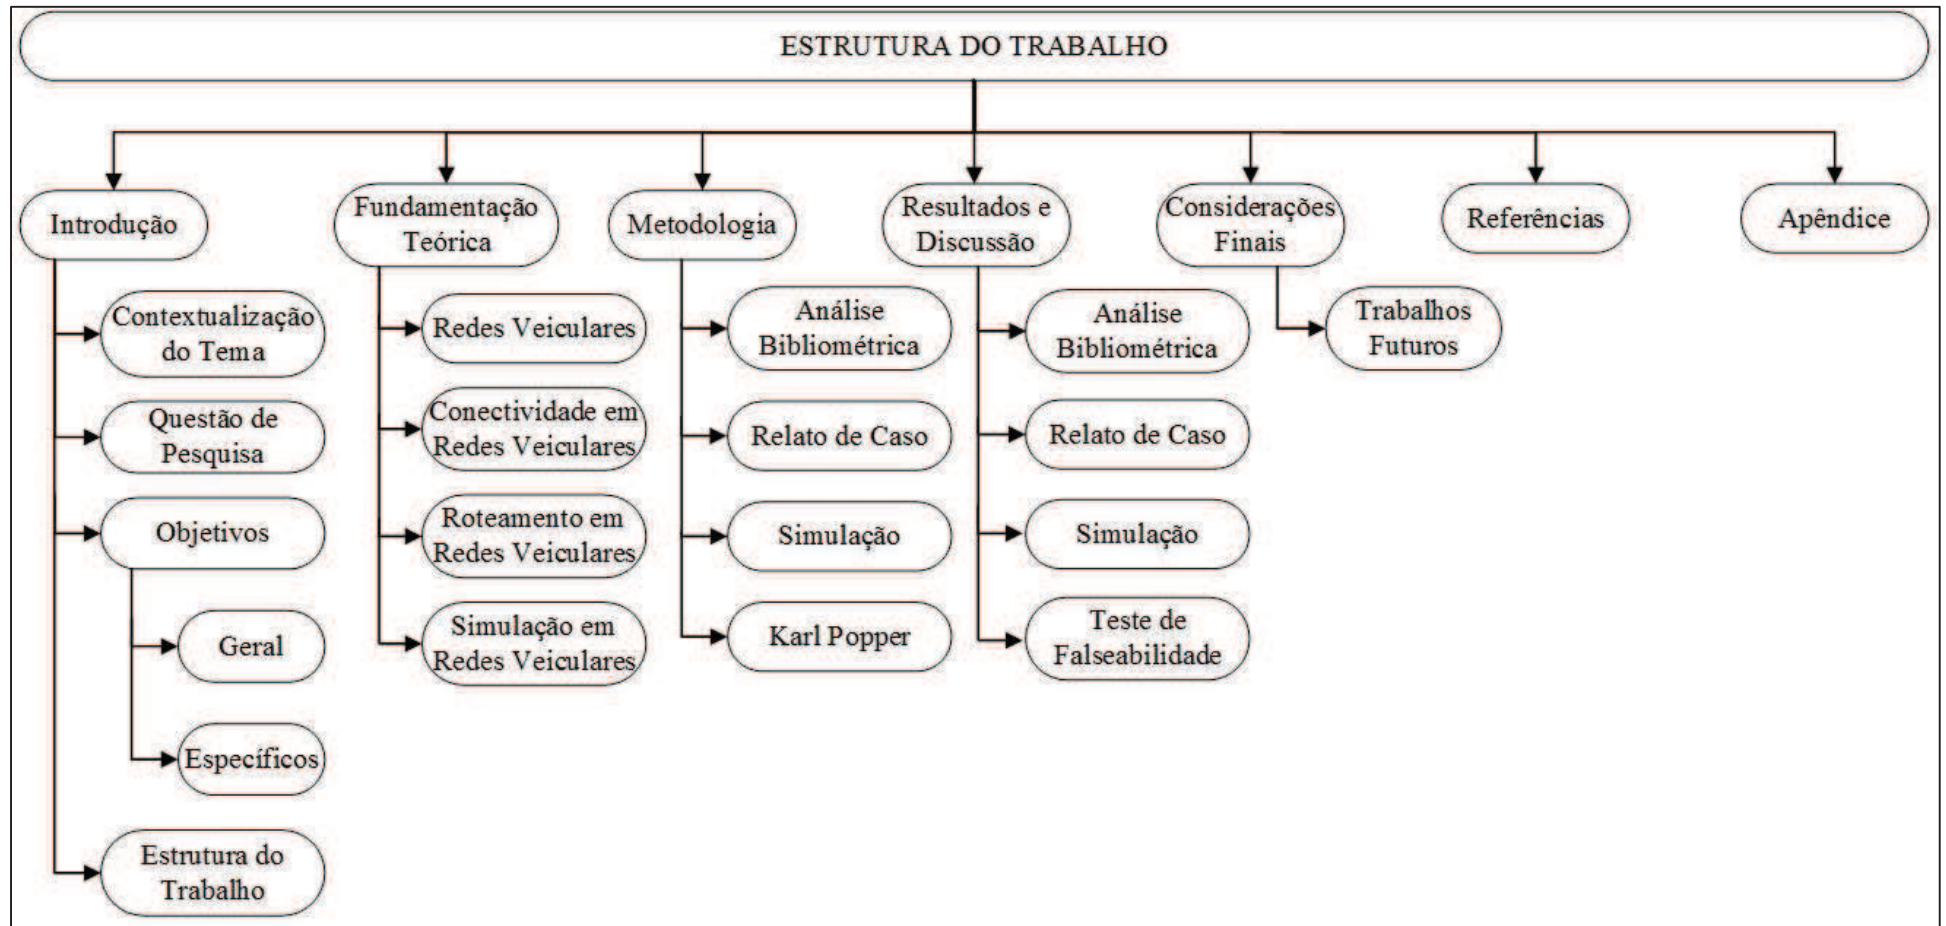 ESTRUTURA DO TRABALHO
Introdução
Contextualização
do Tema
Questão de
Pesquisa
Objetivos
Geral
Específicos
Estrutura do
Trabalho
Fundamentação
Teórica
Redes Veiculares
Conectividade em
Redes Veiculares
Roteamento em
Redes Veiculares
Simulação em
Redes Veiculares
Metodologia
Análise
Bibliométrica
Relato de Caso
Simulação
Karl Popper
Resultados e
Discussão
Análise
Bibliométrica
Relato de Caso
Simulação
Teste de
Falseabilidade
Considerações
Finais
Trabalhos
Futuros
Referências
Apêndice